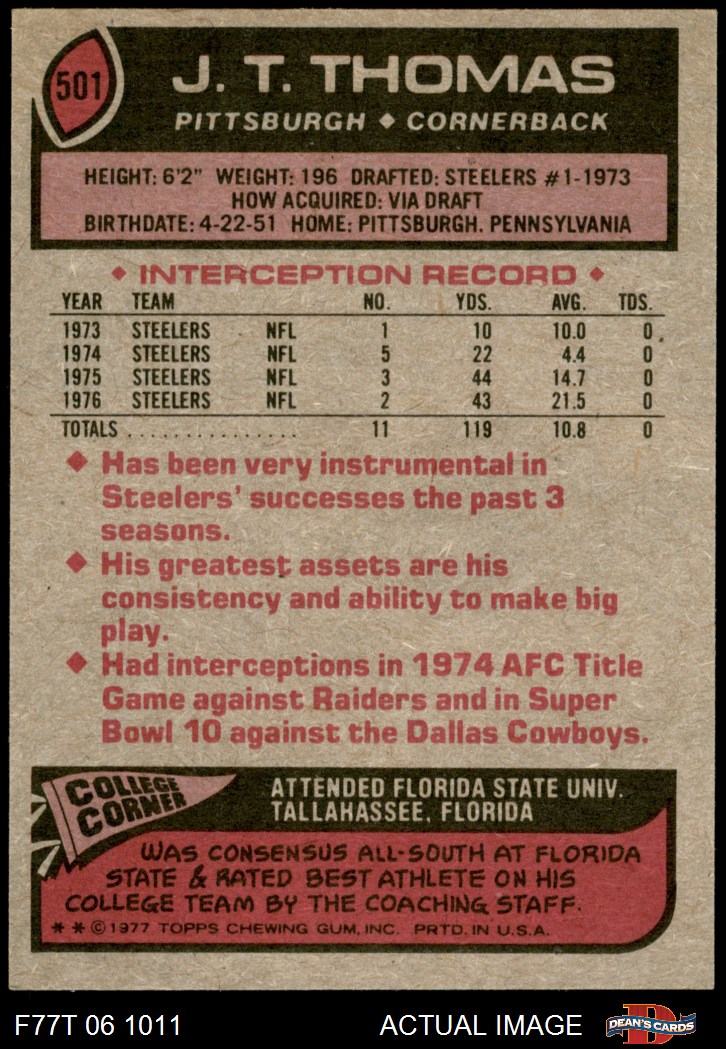 501
J. T. THOMAS
PITTSBURGH ◆ CORNERBACK
HEIGHT: 6'2" WEIGHT: 196 DRAFTED: STEELERS #1-1973
HOW ACQUIRED: VIA DRAFT
BIRTHDATE: 4-22-51 HOME: PITTSBURGH, PENNSYLVANIA
◆ INTERCEPTION RECORD ◆
YEAR TEAM NO. YDS. AVG. TDS.
1973 STEELERS NFL 1 10 10.0 0
1974 STEELERS NFL 5 22 4.4 0
1975 STEELERS NFL 3 44 14.7 0
1976 STEELERS NFL 2 43 21.5 0
TOTALS ............... 11 119 10.8 0
◆ Has been very instrumental in
Steelers' successes the past 3
seasons.
◆ His greatest assets are his
consistency and ability to make big
play.
◆ Had interceptions in 1974 AFC Title
Game against Raiders and in Super
Bowl 10 against the Dallas Cowboys.
COLLEGE
CORNER
ATTENDED FLORIDA STATE UNIV.
TALLAHASSEE, FLORIDA
WAS CONSENSUS ALL-SOUTH AT FLORIDA
STATE & RATED BEST ATHLETE ON HIS
COLLEGE TEAM BY THE COACHING STAFF.
* * © 1977 TOPPS CHEWING GUM, INC. PRTD. IN U.S.A.
F77T 06 1011 ACTUAL IMAGE
D
DEAN'S CARDS